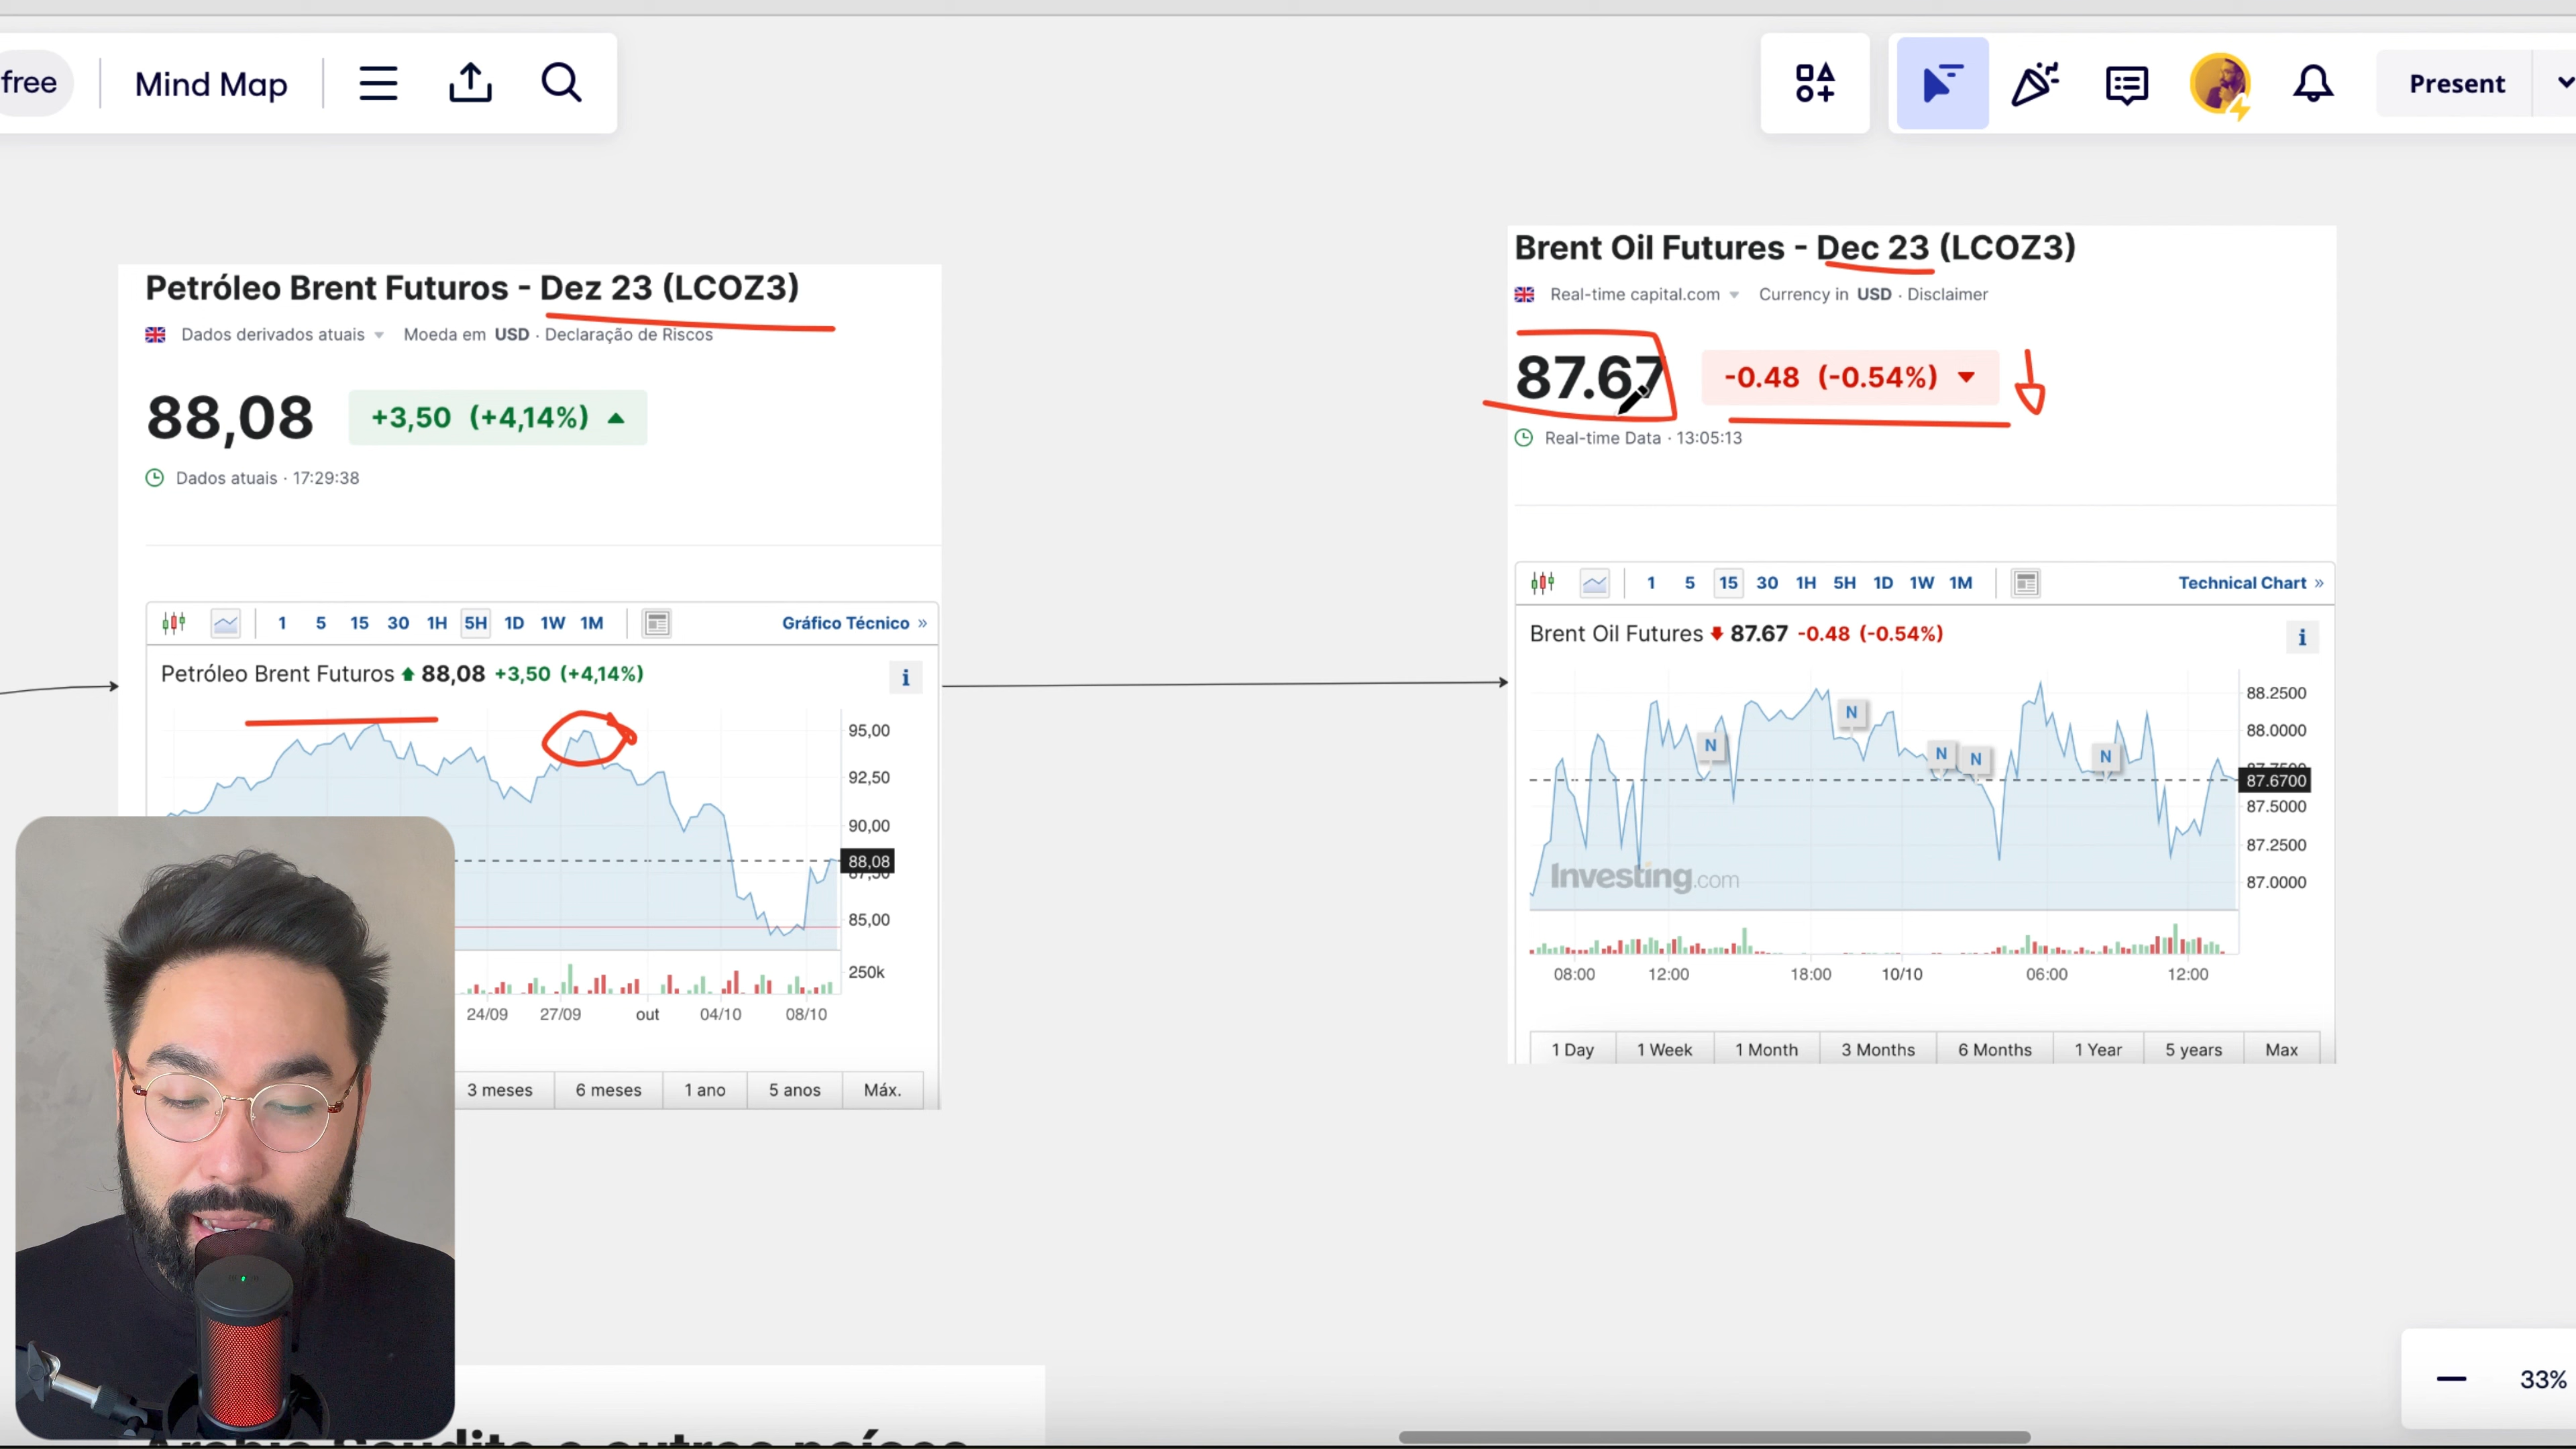 free
Mind Map
Present
Petróleo Brent Futuros - Dez 23 (LCOZ3)
Dados derivados atuais
Moeda em USD · Declaração de Riscos
88,08
+3,50 (+4,14%)
Dados atuais · 17:29:38
1 5 15 30 1H 5H 1D 1W 1M
Gráfico Técnico »
Petróleo Brent Futuros 88,08 +3,50 (+4,14%)
i
95,00
92,50
90,00
88,08
85,00
250k
24/09 27/09 out 04/10 08/10
3 meses 6 meses 1 ano 5 anos Máx.
Brent Oil Futures - Dec 23 (LCOZ3)
Real-time capital.com
Currency in USD · Disclaimer
87.67
-0.48 (-0.54%)
Real-time Data · 13:05:13
1 5 15 30 1H 5H 1D 1W 1M
Technical Chart »
Brent Oil Futures 87.67 -0.48 (-0.54%)
i
N
N
N
N
N
88.2500
88.0000
87.6700
87.5000
87.2500
87.0000
Investing.com
08:00 12:00 18:00 10/10 06:00 12:00
1 Day 1 Week 1 Month 3 Months 6 Months 1 Year 5 years Max
33%